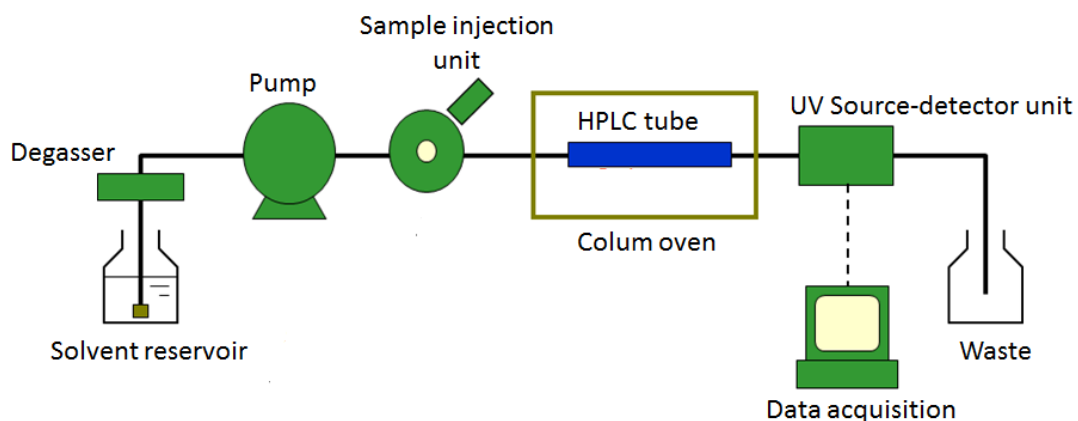 Sample injection
unit
Pump
UV Source-detector unit
HPLC tube
Degasser
Colum oven
Solvent reservoir
Waste
Data acquisition